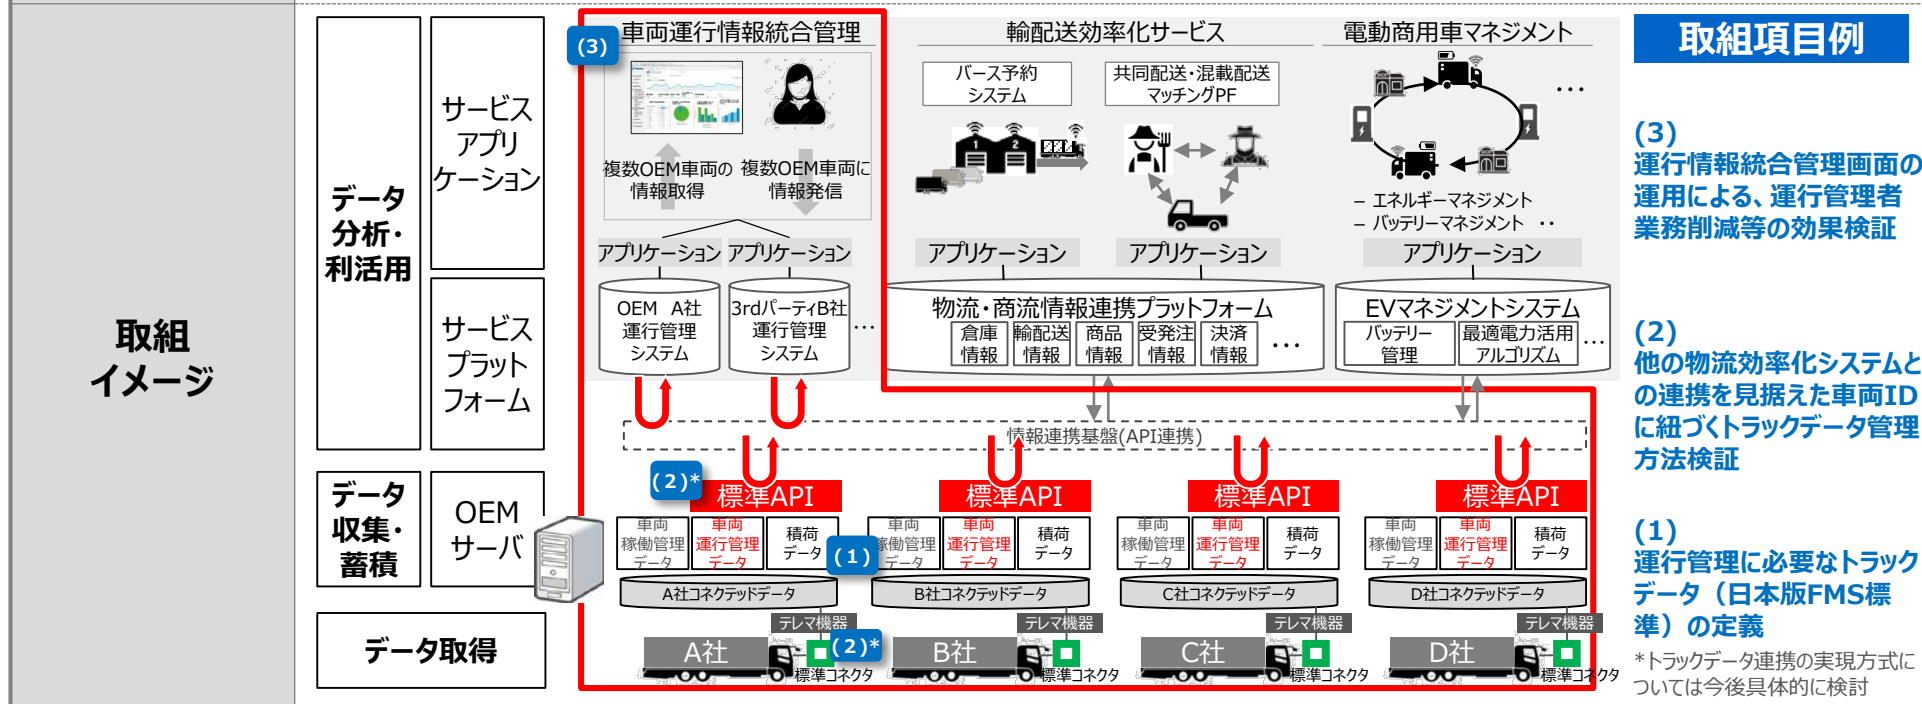 取組
イメージ
データ
分析・
利活用
サービス
アプリ
ケーション
サービス
プラット
フォーム
データ
収集・
蓄積
OEM
サーバ
データ取得
(3)
車両運行情報統合管理
複数OEM車両の
情報取得
複数OEM車両に
情報発信
アプリケーション
アプリケーション
OEM A社
運行管理
システム
3rdパーティB社
運行管理
システム
…
輸配送効率化サービス
バース予約
システム
共同配送・混載配送
マッチングPF
1
2
アプリケーション
アプリケーション
物流・商流情報連携プラットフォーム
倉庫
情報
輸配送
情報
商品
情報
受発注
情報
決済
情報
…
電動商用車マネジメント
…
– エネルギーマネジメント
– バッテリーマネジメント ‥
アプリケーション
EVマネジメントシステム
バッテリー
管理
最適電力活用
アルゴリズム
…
情報連携基盤(API連携)
(2)*
標準API
標準API
標準API
標準API
車両
稼働管理
データ
車両
運行管理
データ
積荷
データ
(1)
車両
稼働管理
データ
車両
運行管理
データ
積荷
データ
車両
稼働管理
データ
車両
運行管理
データ
積荷
データ
車両
稼働管理
データ
車両
運行管理
データ
積荷
データ
A社コネクテッドデータ
B社コネクテッドデータ
C社コネクテッドデータ
D社コネクテッドデータ
テレマ機器
テレマ機器
テレマ機器
テレマ機器
A社
(2)*
B社
C社
D社
標準コネクタ
標準コネクタ
標準コネクタ
標準コネクタ
取組項目例
(3)
運行情報統合管理画面の
運用による、運行管理者
業務削減等の効果検証
(2)
他の物流効率化システムと
の連携を見据えた車両ID
に紐づくトラックデータ管理
方法検証
(1)
運行管理に必要なトラック
データ（日本版FMS標
準）の定義
*トラックデータ連携の実現方式に
ついては今後具体的に検討